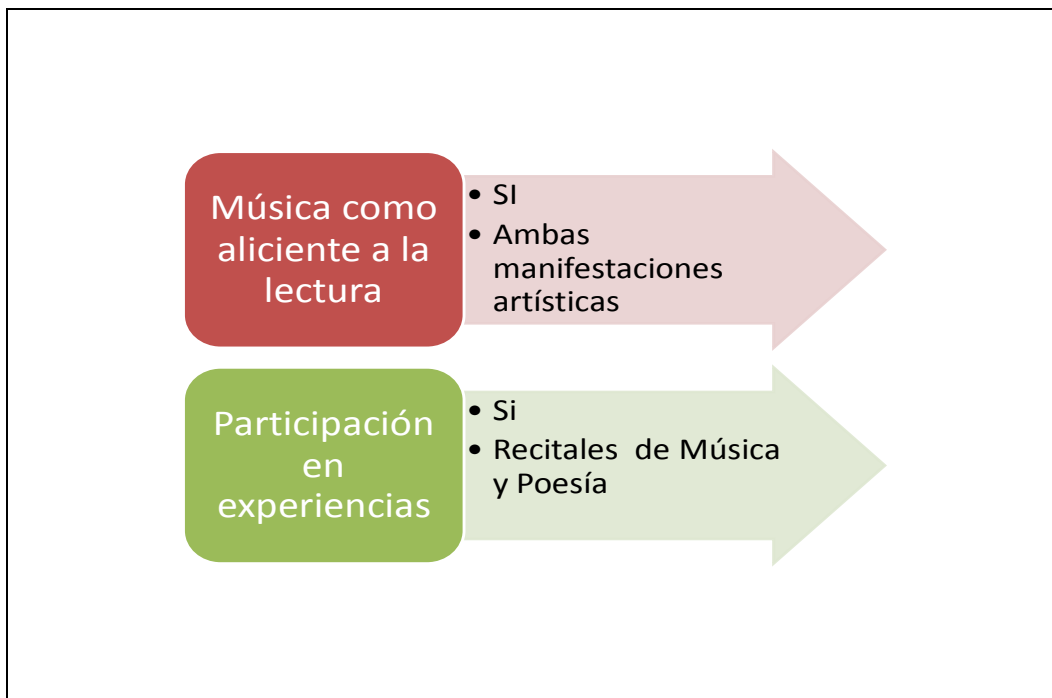 Música como
aliciente a la
lectura
• SI
• Ambas
manifestaciones
artísticas
Participación
en
experiencias
• Si
• Recitales de Música
y Poesía